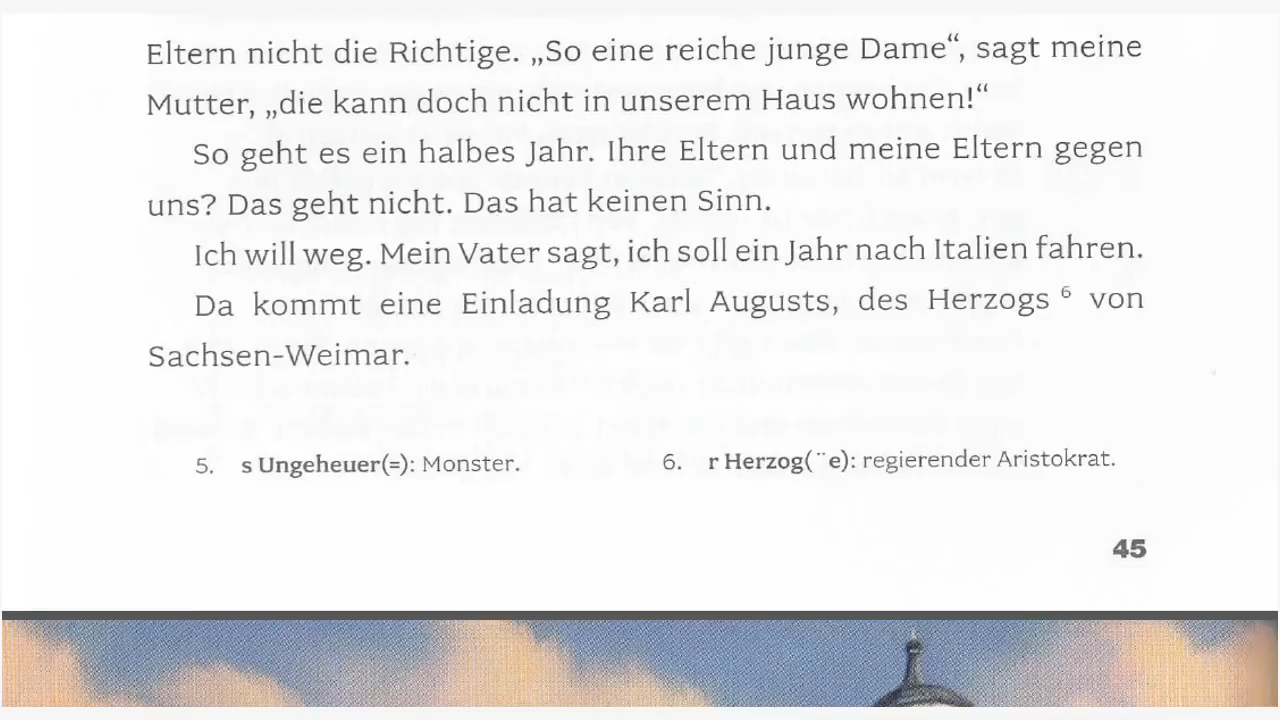 Eltern nicht die Richtige. „So eine reiche junge Dame“, sagt meine
Mutter, „die kann doch nicht in unserem Haus wohnen!“
So geht es ein halbes Jahr. Ihre Eltern und meine Eltern gegen
uns? Das geht nicht. Das hat keinen Sinn.
Ich will weg. Mein Vater sagt, ich soll ein Jahr nach Italien fahren.
Da kommt eine Einladung Karl Augusts, des Herzogs ⁶ von
Sachsen-Weimar.
5. s Ungeheuer(=): Monster.
6. r Herzog(¨e): regierender Aristokrat.
45